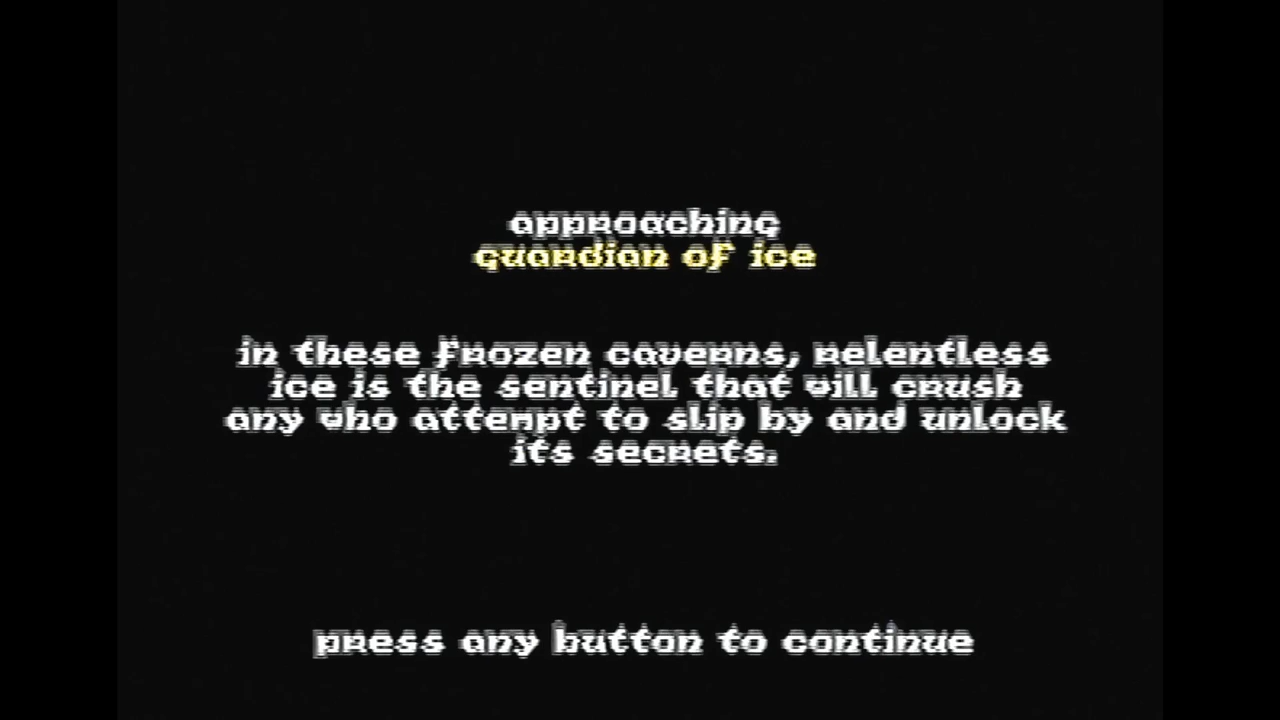 approaching
guardian of ice
in these frozen caverns, relentless
ice is the sentinel that will crush
any who attempt to slip by and unlock
its secrets.
press any button to continue